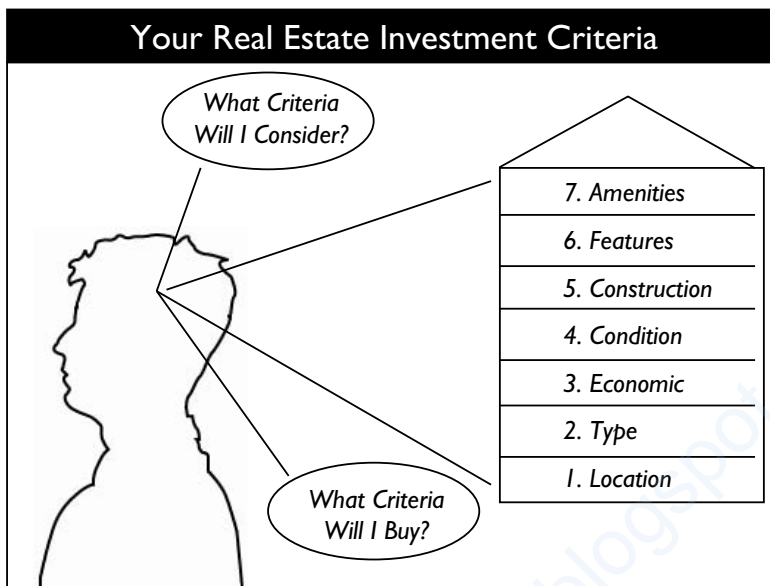 Your Real Estate Investment Criteria
What Criteria
Will I Consider?
7. Amenities
6. Features
5. Construction
4. Condition
3. Economic
2. Type
1. Location
What Criteria
Will I Buy?
blogspot